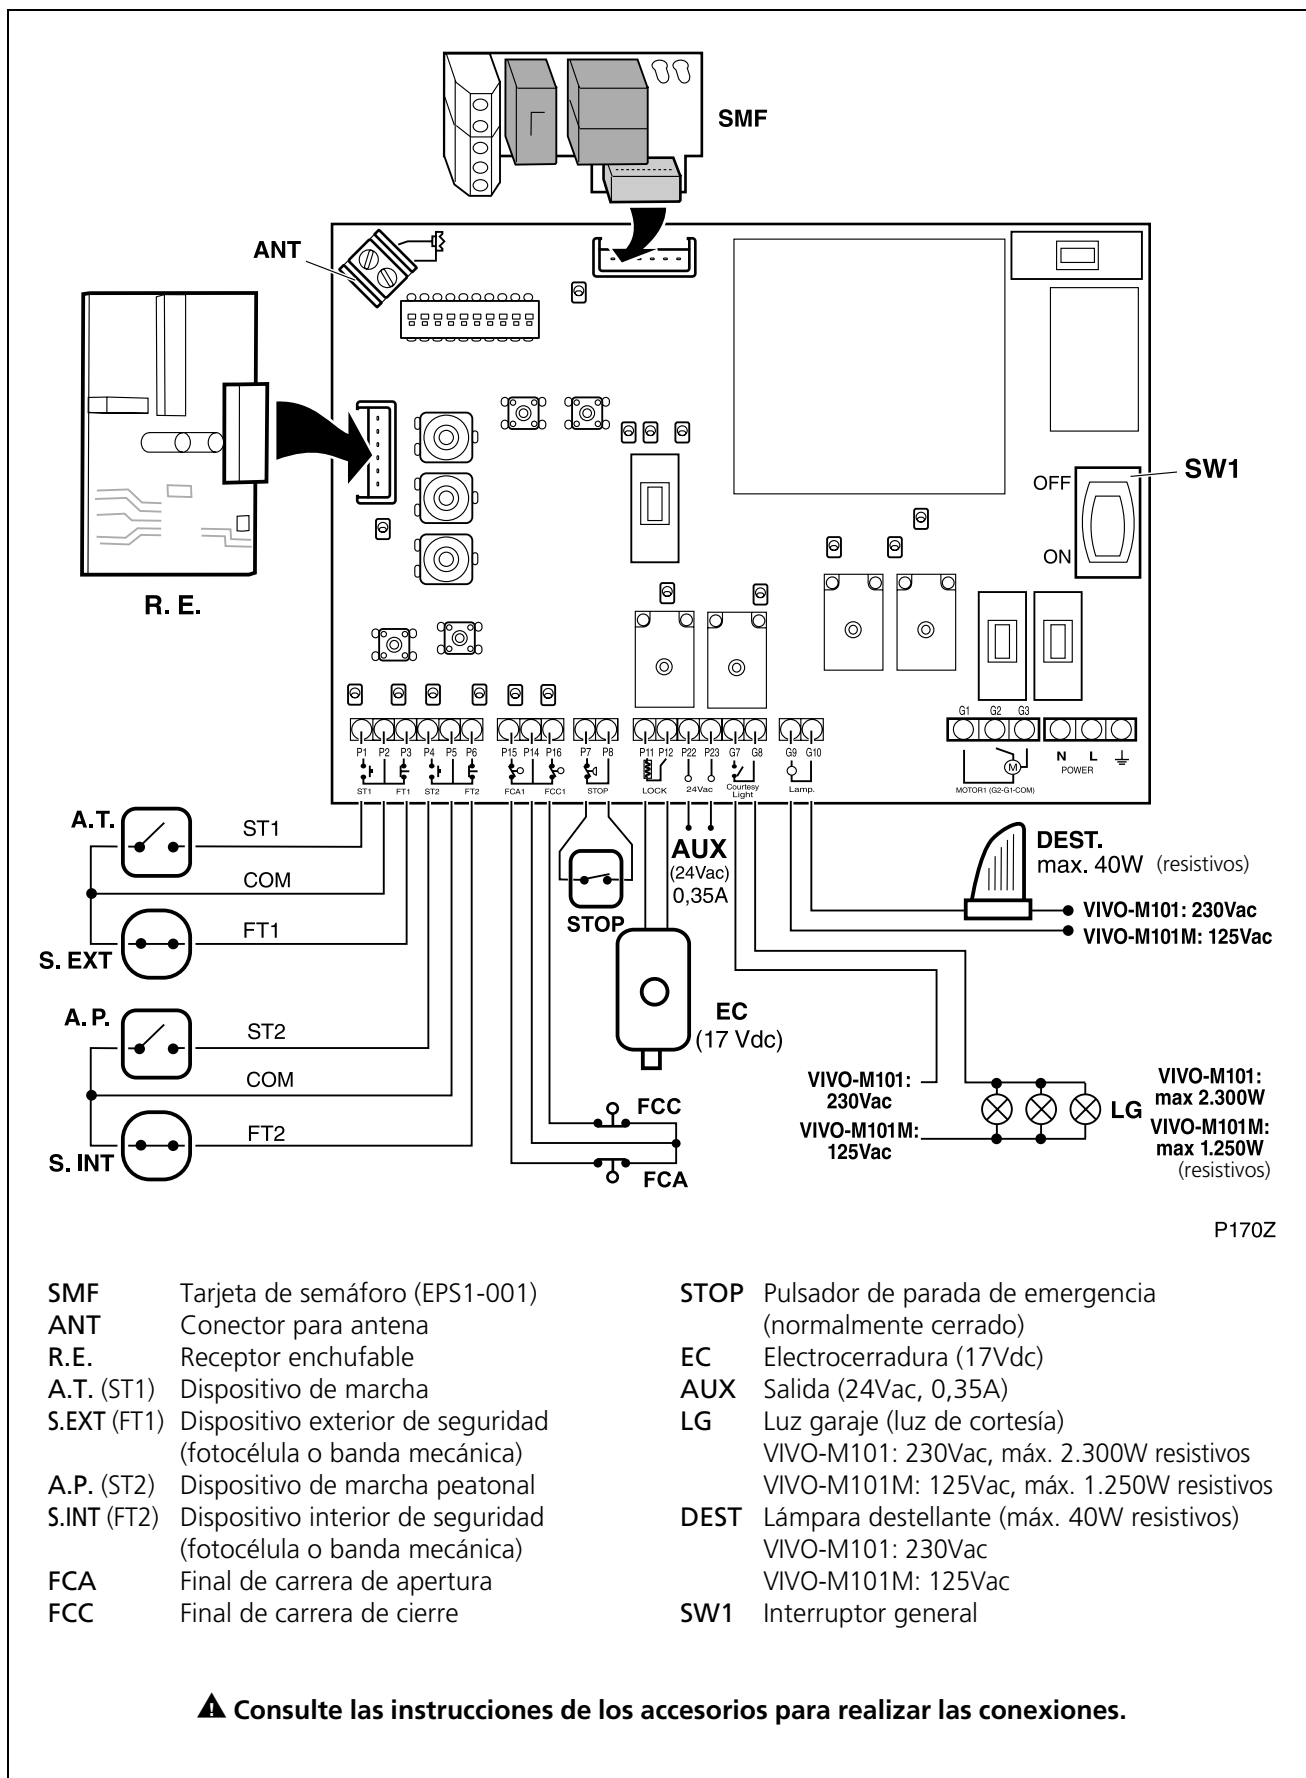 SMF
ANT
R. E.
OFF
SW1
ON
P1 P2 P3 P4 P5 P6 P15 P14 P16 P7 P8 P11 P12 P22 P23 G7 G8 G9 G10
G1 G2 G3
M
N L
POWER
ST1 FT1 ST2 FT2 FCA1 FCC1 STOP LOCK 24Vac Courtesy Light Lamp.
MOTOR1 (G2-G1-COM)
A.T.
ST1
COM
S. EXT
FT1
A. P.
ST2
COM
S. INT
FT2
STOP
AUX
(24Vac)
0,35A
EC
(17 Vdc)
FCC
FCA
DEST.
max. 40W (resistivos)
VIVO-M101: 230Vac
VIVO-M101M: 125Vac
VIVO-M101:
230Vac
VIVO-M101M:
125Vac
LG
VIVO-M101:
max 2.300W
VIVO-M101M:
max 1.250W
(resistivos)
P170Z
SMF Tarjeta de semáforo (EPS1-001)
ANT Conector para antena
R.E. Receptor enchufable
A.T. (ST1) Dispositivo de marcha
S.EXT (FT1) Dispositivo exterior de seguridad
(fotocélula o banda mecánica)
A.P. (ST2) Dispositivo de marcha peatonal
S.INT (FT2) Dispositivo interior de seguridad
(fotocélula o banda mecánica)
FCA Final de carrera de apertura
FCC Final de carrera de cierre
STOP Pulsador de parada de emergencia
(normalmente cerrado)
EC Electrocerradura (17Vdc)
AUX Salida (24Vac, 0,35A)
LG Luz garaje (luz de cortesía)
VIVO-M101: 230Vac, máx. 2.300W resistivos
VIVO-M101M: 125Vac, máx. 1.250W resistivos
DEST Lámpara destellante (máx. 40W resistivos)
VIVO-M101: 230Vac
VIVO-M101M: 125Vac
SW1 Interruptor general
Consulte las instrucciones de los accesorios para realizar las conexiones.